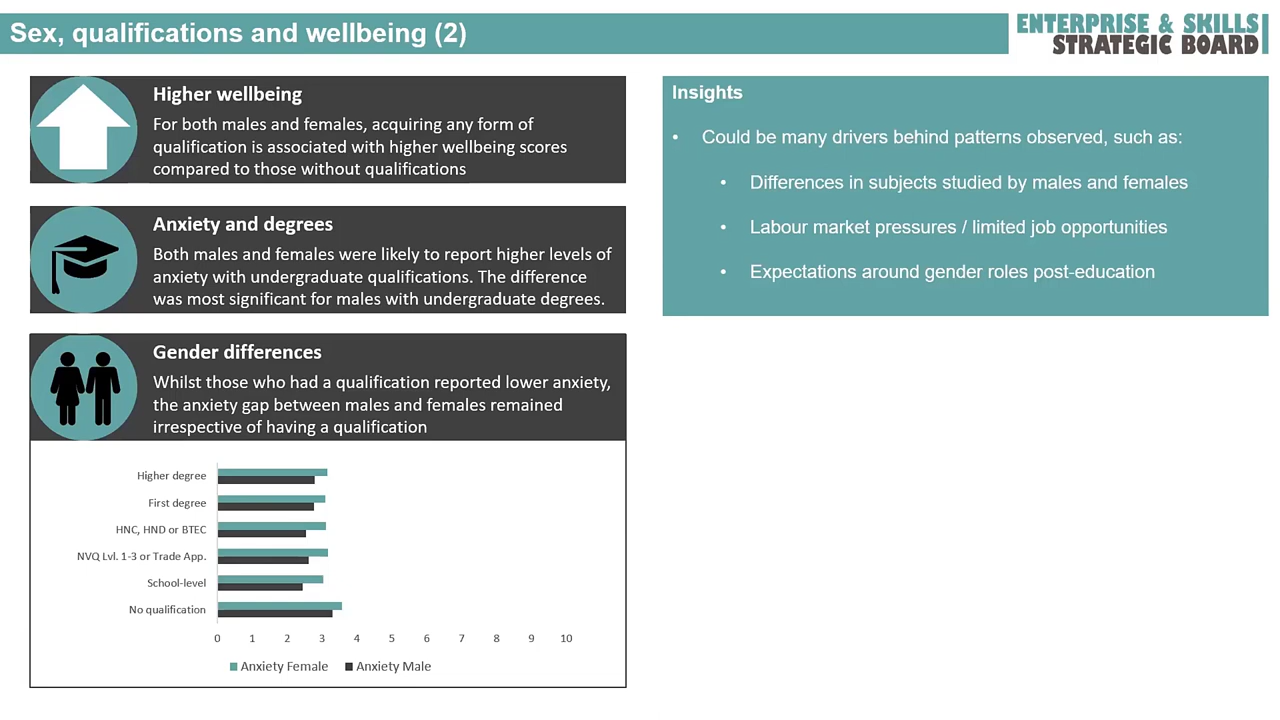 Sex, qualifications and wellbeing (2)
ENTERPRISE & SKILLS
STRATEGIC BOARD
Higher wellbeing
For both males and females, acquiring any form of
qualification is associated with higher wellbeing scores
compared to those without qualifications
Anxiety and degrees
Both males and females were likely to report higher levels of
anxiety with undergraduate qualifications. The difference
was most significant for males with undergraduate degrees.
Gender differences
Whilst those who had a qualification reported lower anxiety,
the anxiety gap between males and females remained
irrespective of having a qualification
Higher degree
First degree
HNC, HND or BTEC
NVQ Lvl. 1-3 or Trade App.
School-level
No qualification
0 1 2 3 4 5 6 7 8 9 10
Anxiety Female Anxiety Male
Insights
• Could be many drivers behind patterns observed, such as:
• Differences in subjects studied by males and females
• Labour market pressures / limited job opportunities
• Expectations around gender roles post-education